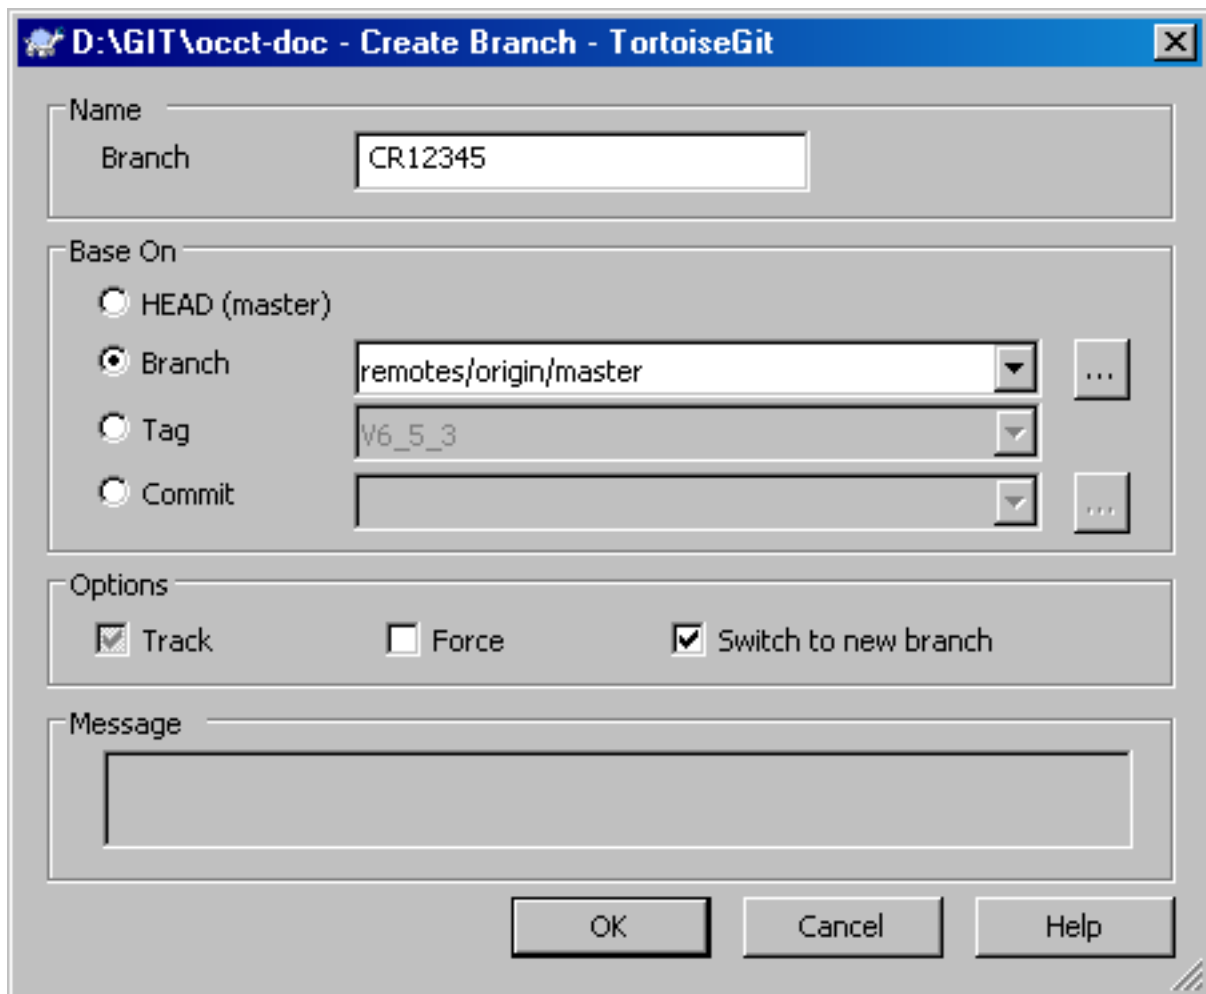 D:\GIT\occt-doc - Create Branch - TortoiseGit
Name
Branch CR12345
Base On
HEAD (master)
Branch remotes/origin/master ...
Tag V6_5_3
Commit ...
Options
Track Force Switch to new branch
Message
OK Cancel Help